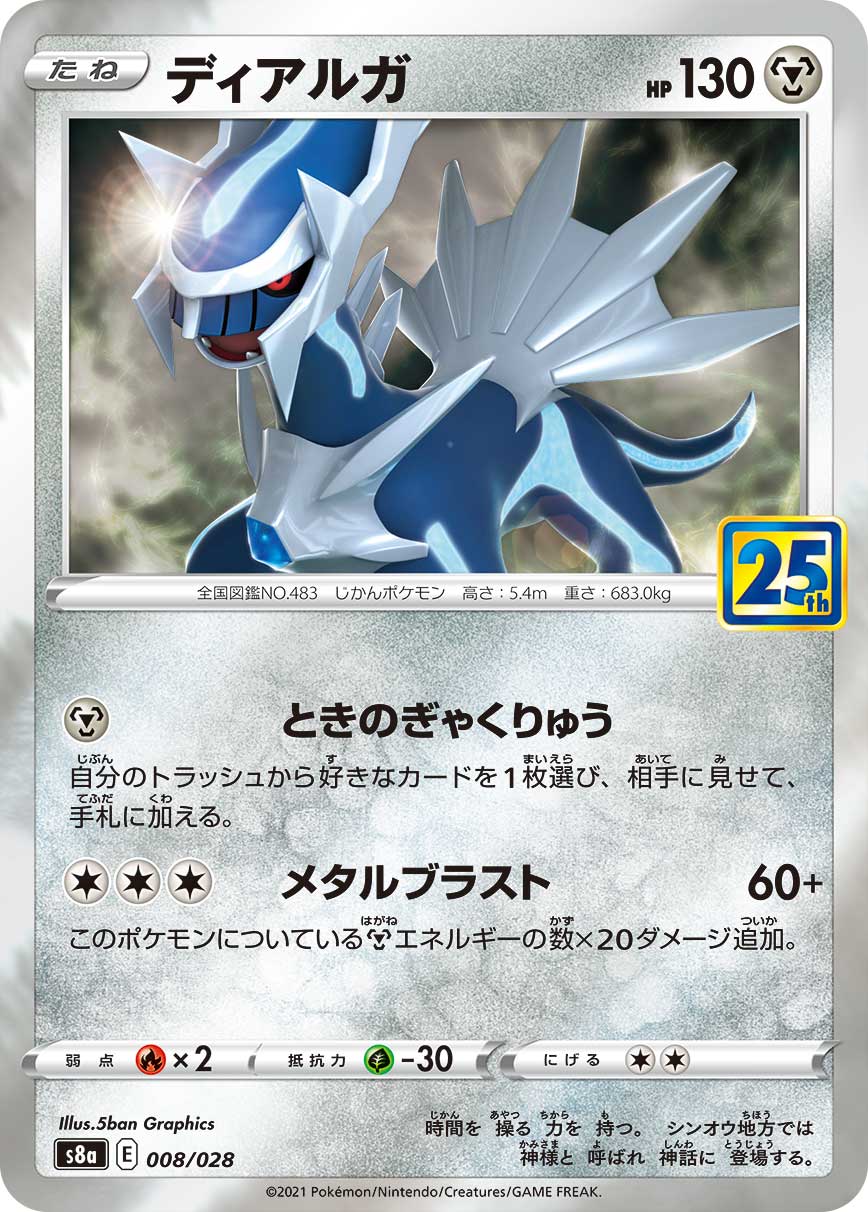 たね ディアルガ HP 130
25th
全国図鑑NO.483 じかんポケモン 高さ：5.4m 重さ：683.0kg
ときのぎゃくりゅう
自分のトラッシュから好きなカードを1枚選び、相手に見せて、
手札に加える。
メタルブラスト 60+
このポケモンについているエネルギーの数×20ダメージ追加。
弱点 ×2 抵抗力 -30 にげる
Illus.5ban Graphics
時間を操る力を持つ。シンオウ地方では
神様と呼ばれ神話に登場する。
s8a E 008/028
©2021 Pokémon/Nintendo/Creatures/GAME FREAK.